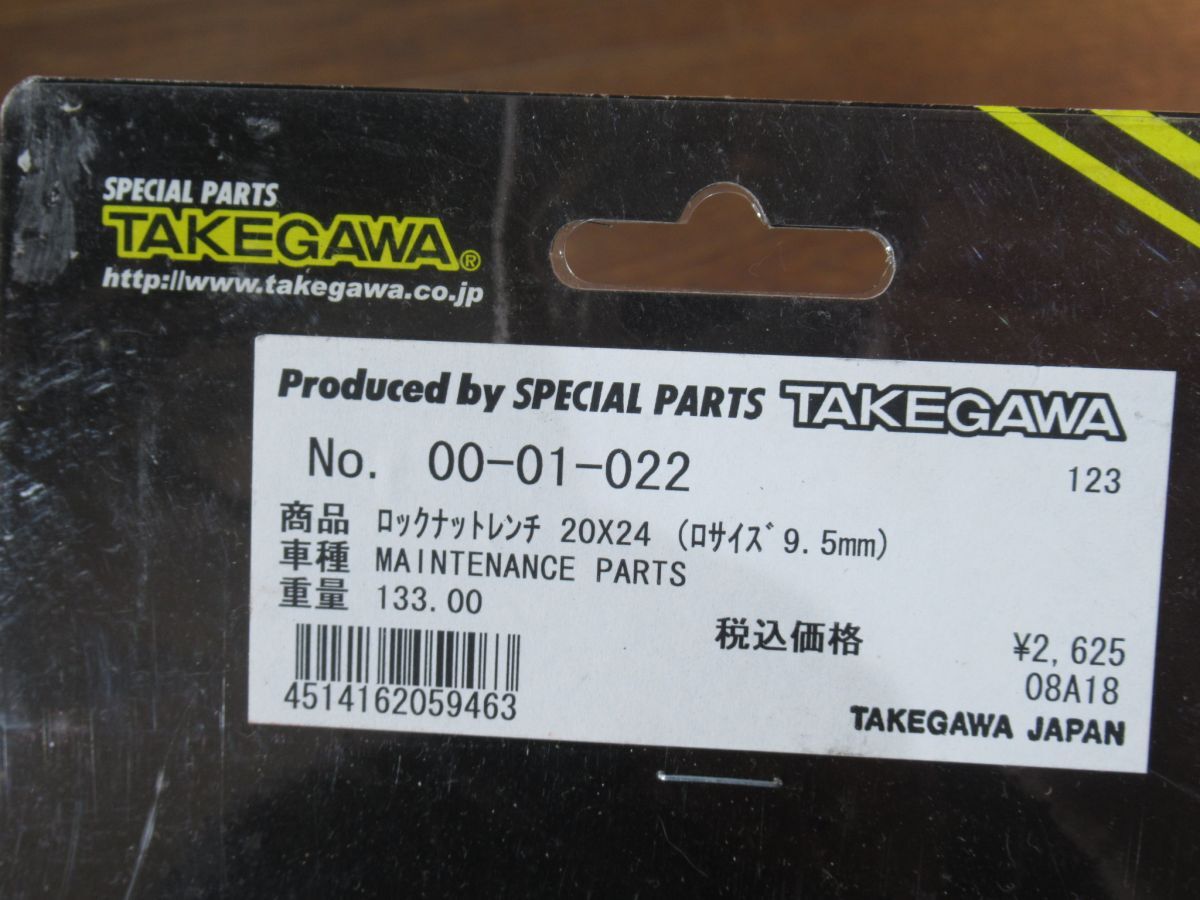 SPECIAL PARTS
TAKEGAWA®
http://www.takegawa.co.jp
Produced by SPECIAL PARTS TAKEGAWA
No. 00-01-022 123
商品 ﾛｯｸﾅｯﾄﾚﾝﾁ 20X24 (ロｻｲｽﾞ9.5mm)
車種 MAINTENANCE PARTS
重量 133.00
税込価格 ¥2,625
4514162059463
08A18
TAKEGAWA JAPAN